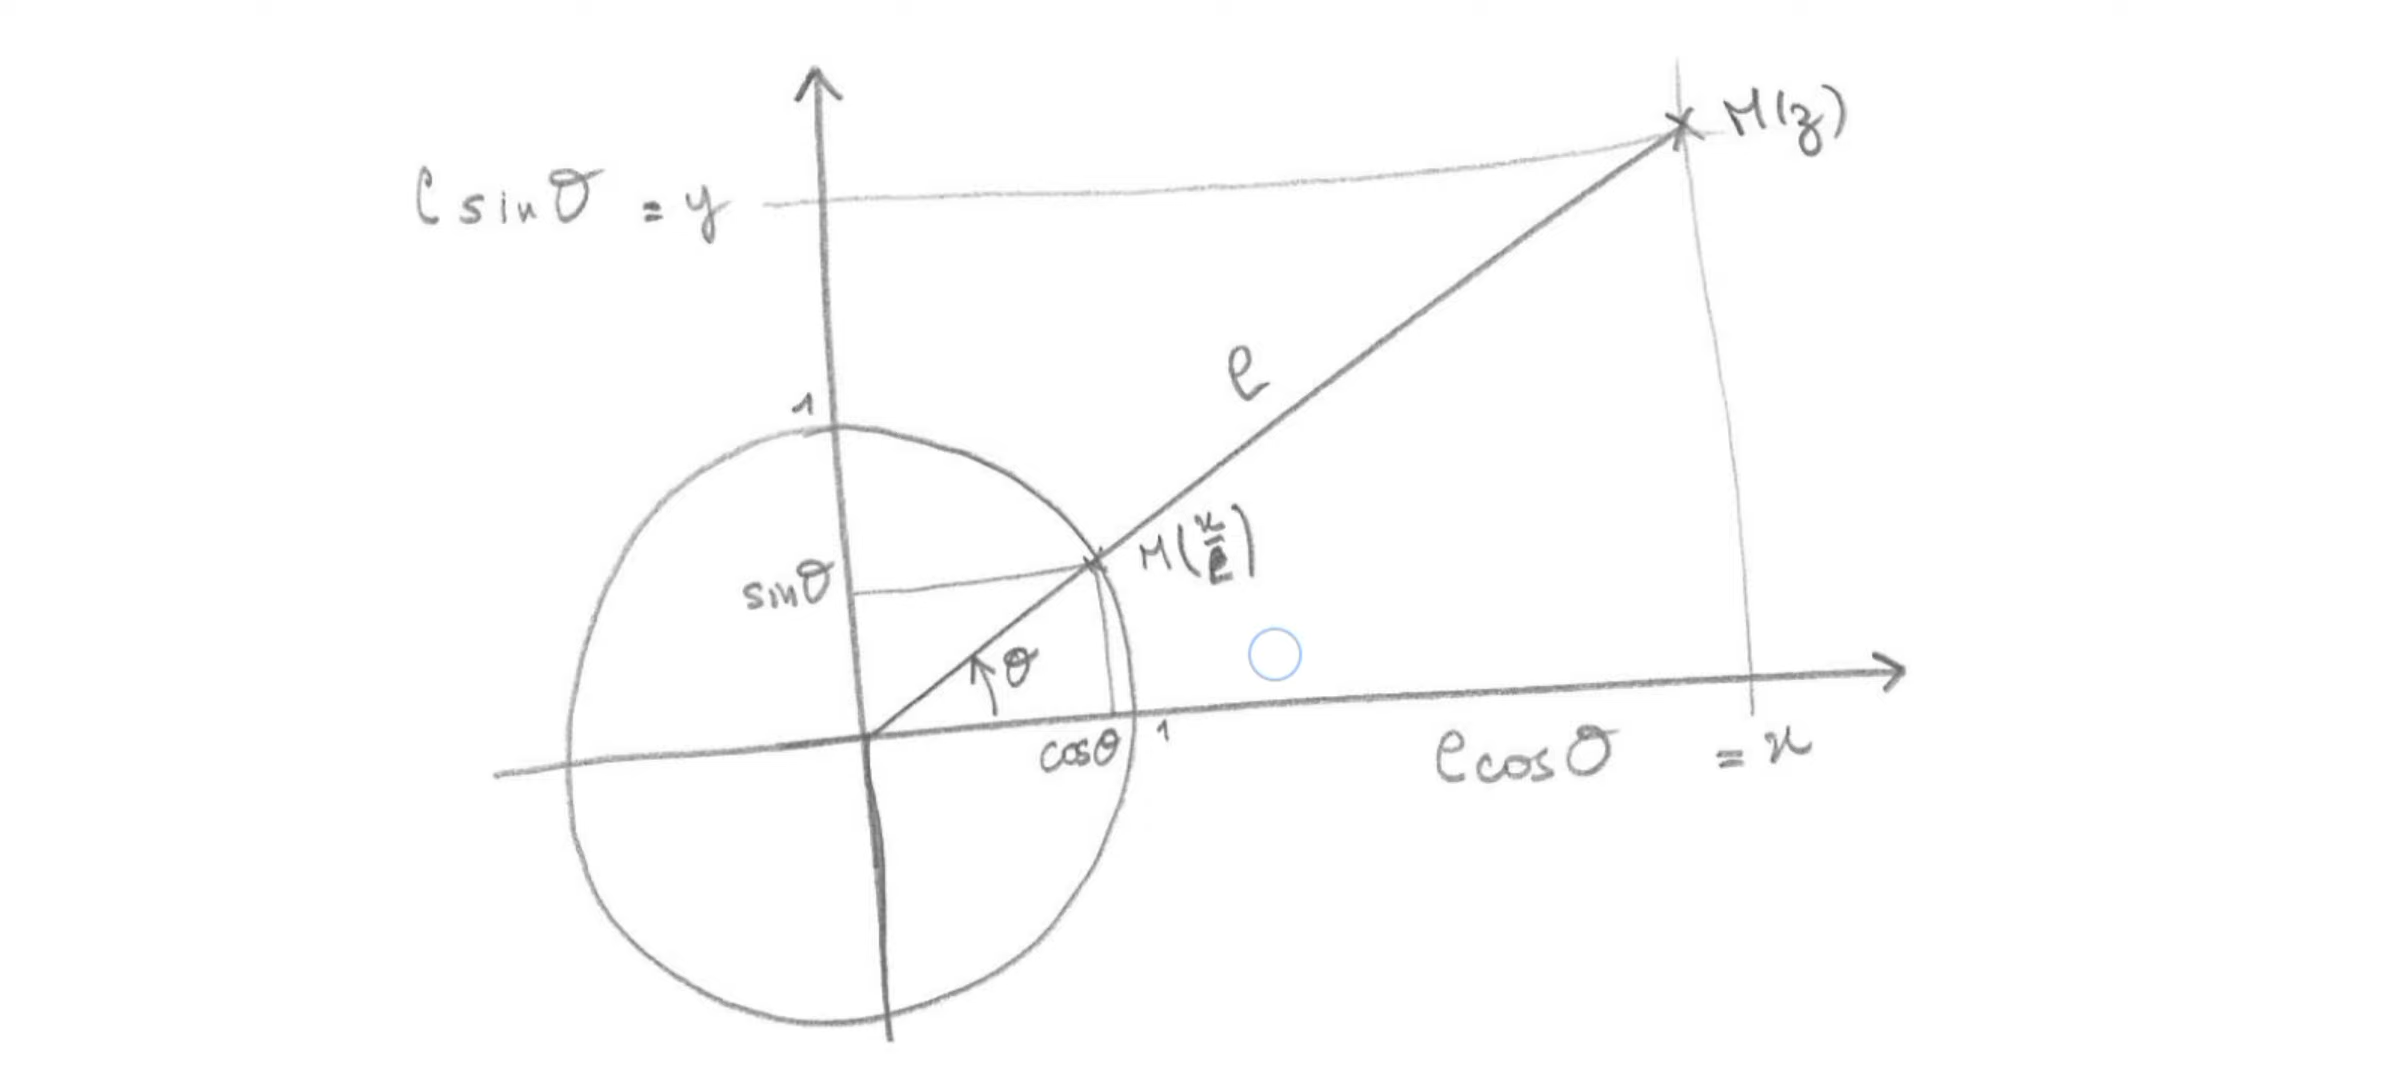 M(z)
ρ sin θ = y
ρ
1
M(x/ρ)
sin θ
θ
cos θ
1
ρ cos θ = x